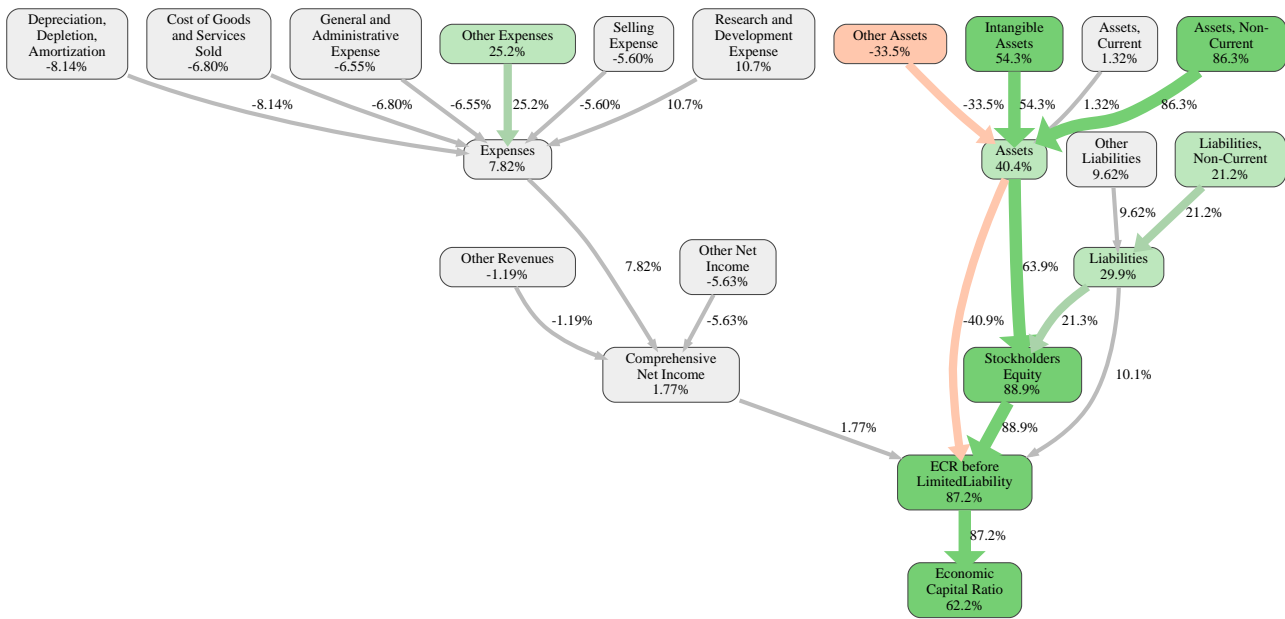 Depreciation,
Depletion,
Amortization
-8.14%
Cost of Goods
and Services
Sold
-6.80%
General and
Administrative
Expense
-6.55%
Other Expenses
25.2%
Selling
Expense
-5.60%
Research and
Development
Expense
10.7%
Other Assets
-33.5%
Intangible
Assets
54.3%
Assets,
Current
1.32%
Assets, Non-
Current
86.3%
-8.14%
-6.80%
-6.55%
25.2%
-5.60%
10.7%
-33.5%
54.3%
1.32%
86.3%
Expenses
7.82%
Assets
40.4%
Other
Liabilities
9.62%
Liabilities,
Non-Current
21.2%
9.62%
21.2%
Other Revenues
-1.19%
7.82%
Other Net
Income
-5.63%
63.9%
Liabilities
29.9%
-1.19%
-5.63%
-40.9%
21.3%
Comprehensive
Net Income
1.77%
Stockholders
Equity
88.9%
10.1%
1.77%
88.9%
ECR before
LimitedLiability
87.2%
87.2%
Economic
Capital Ratio
62.2%